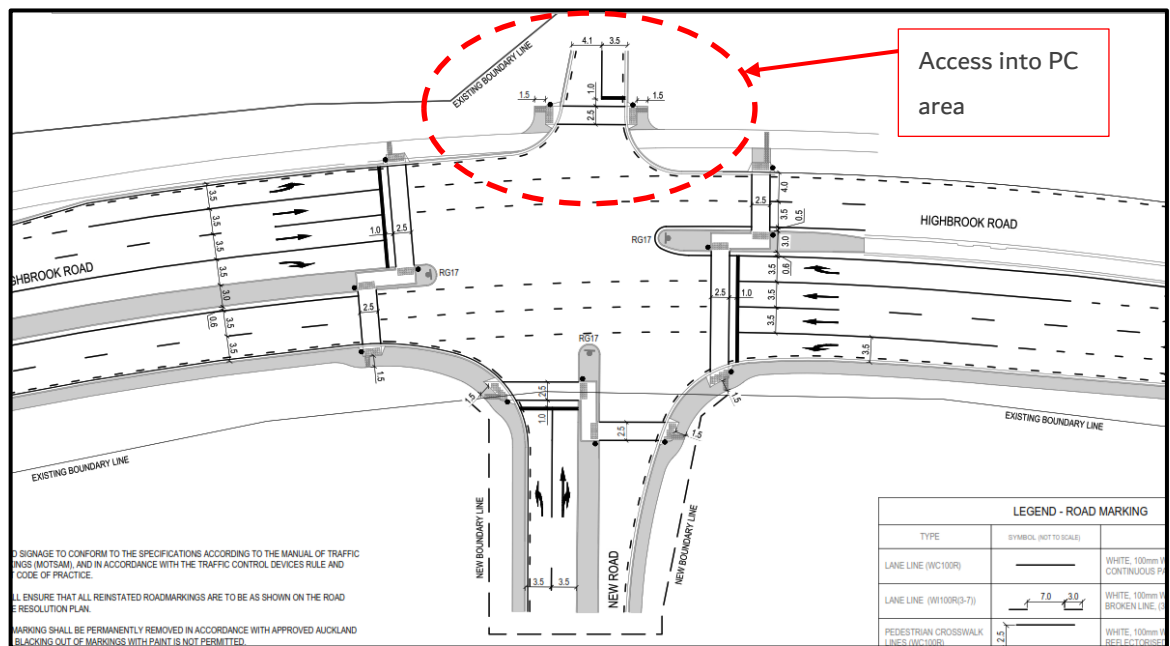 Access into PC
area
4.1
3.5
EXISTING BOUNDARY LINE
1.5
1.0
1.5
2.5
HIGHBROOK ROAD
3.5
3.5
3.5
3.5
3.0
3.5
3.5
0.6
GHBROOK ROAD
1.0
2.5
RG17
2.5
1.5
4.0
3.5
0.5
2.5
3.0
RG17
3.5
0.6
3.5
3.5
2.5
1.0
3.5
1.5
RG17
1.5
2.5
1.0
2.5
1.5
EXISTING BOUNDARY LINE
EXISTING BOUNDARY LINE
NEW BOUNDARY LINE
3.5
3.5
NEW ROAD
NEW BOUNDARY LINE
D SIGNAGE TO CONFORM TO THE SPECIFICATIONS ACCORDING TO THE MANUAL OF TRAFFIC
KINGS (MOTSAM), AND IN ACCORDANCE WITH THE TRAFFIC CONTROL DEVICES RULE AND
T CODE OF PRACTICE.
LL ENSURE THAT ALL REINSTATED ROADMARKINGS ARE TO BE AS SHOWN ON THE ROAD
E RESOLUTION PLAN.
MARKING SHALL BE PERMANENTLY REMOVED IN ACCORDANCE WITH APPROVED AUCKLAND
BLACKING OUT OF MARKINGS WITH PAINT IS NOT PERMITTED.
LEGEND - ROAD MARKING
TYPE
SYMBOL (NOT TO SCALE)
LANE LINE (WC100R)
WHITE, 100mm W
CONTINUOUS PA
LANE LINE (WI100R(3-7))
7.0
3.0
WHITE, 100mm W
BROKEN LINE, (3
PEDESTRIAN CROSSWALK
LINES (WC100R)
2.5
WHITE, 100mm W
REFLECTORISED